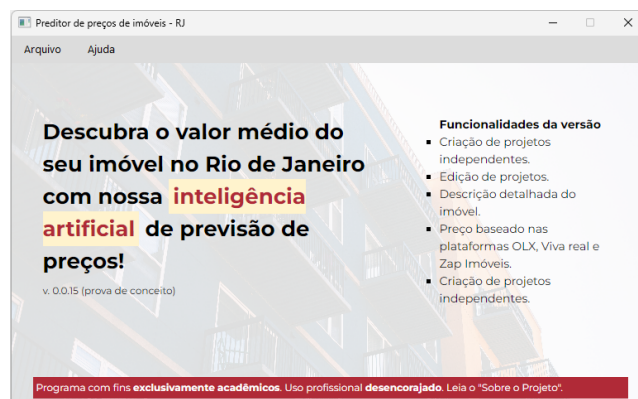 Preditor de preços de imóveis - RJ
Arquivo Ajuda
Descubra o valor médio do
seu imóvel no Rio de Janeiro
com nossa inteligência
artificial de previsão de
preços!
v. 0.0.15 (prova de conceito)
Funcionalidades da versão
Criação de projetos
independentes.
Edição de projetos.
Descrição detalhada do
imóvel.
Preço baseado nas
plataformas OLX, Viva real e
Zap Imóveis.
Criação de projetos
independentes.
Programa com fins exclusivamente acadêmicos. Uso profissional desencorajado. Leia o "Sobre o Projeto".